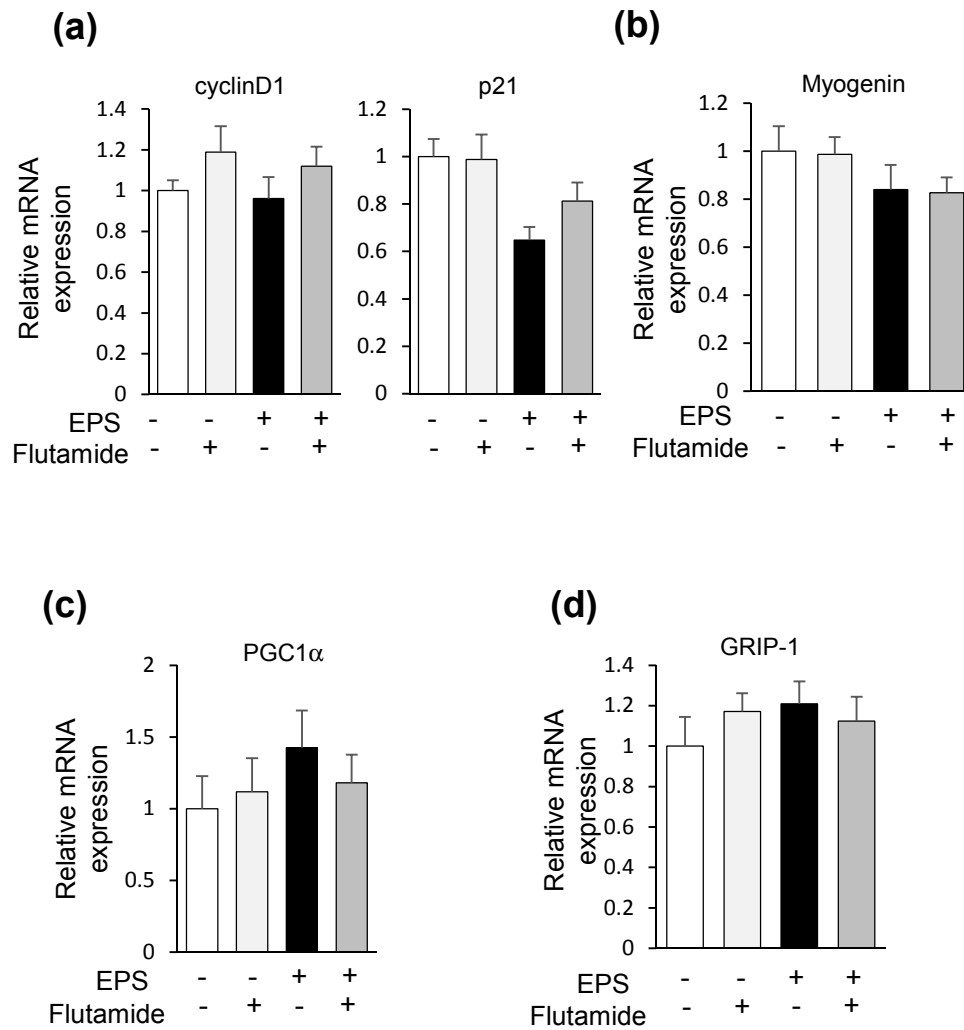 (a)
cyclinD1
Relative mRNA
expression
1.4
1.2
1
0.8
0.6
0.4
0.2
0
EPS - - + +
Flutamide - + - +
p21
1.2
1
0.8
0.6
0.4
0.2
0
- - + +
- + - +
(b)
Myogenin
Relative mRNA
expression
1.2
1
0.8
0.6
0.4
0.2
0
EPS - - + +
Flutamide - + - +
(c)
PGC1α
Relative mRNA
expression
2
1.5
1
0.5
0
EPS - - + +
Flutamide - + - +
(d)
GRIP-1
Relative mRNA
expression
1.4
1.2
1
0.8
0.6
0.4
0.2
0
EPS - - + +
Flutamide - + - +